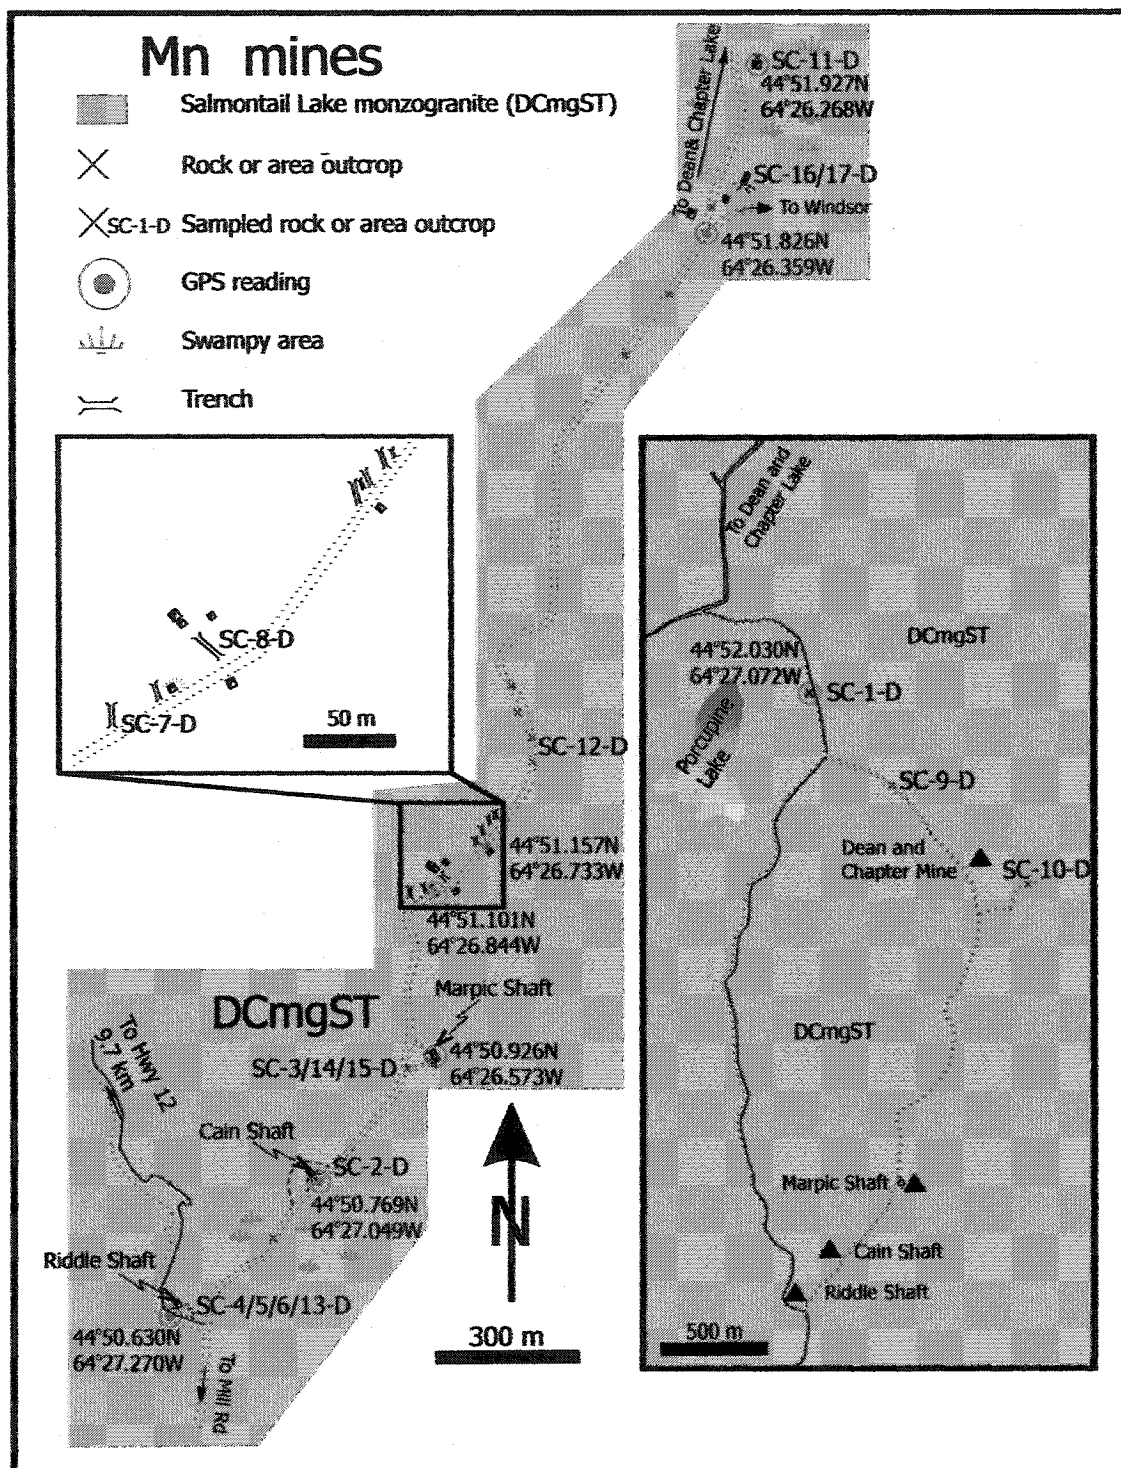 Mn mines
Salmontail Lake monzogranite (DCmgST)
Rock or area outcrop
SC-1-D Sampled rock or area outcrop
GPS reading
Swampy area
Trench
To Dean& Chapter Lake
SC-11-D
44°51.927N
64°26.268W
SC-16/17-D
To Windsor
44°51.826N
64°26.359W
SC-8-D
SC-7-D
50 m
SC-12-D
44°51.157N
64°26.733W
44°51.101N
64°26.844W
DCmgST
Marpic Shaft
To Hwy 12
9.7 km
SC-3/14/15-D
44°50.926N
64°26.573W
Cain Shaft
SC-2-D
44°50.769N
64°27.049W
Riddle Shaft
SC-4/5/6/13-D
44°50.630N
64°27.270W
To Mill Rd
N
300 m
To Dean and
Chapter Lake
DCmgST
44°52.030N
64°27.072W
SC-1-D
Porcupine
Lake
SC-9-D
Dean and
Chapter Mine
SC-10-D
DCmgST
Marpic Shaft
Cain Shaft
Riddle Shaft
500 m